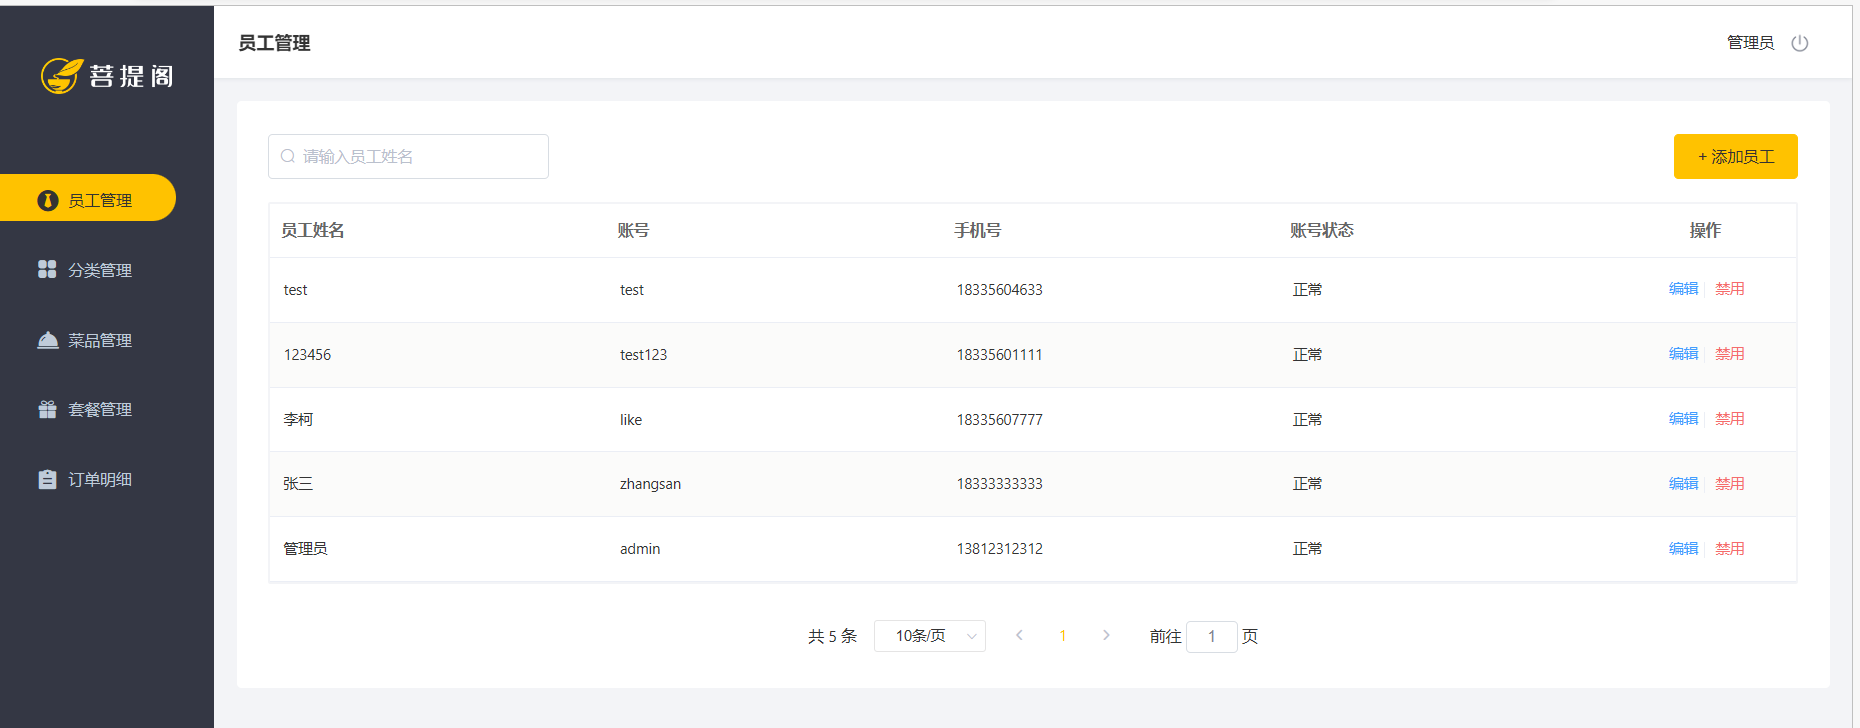 菩提阁
员工管理
分类管理
菜品管理
套餐管理
订单明细
员工管理
管理员
请输入员工姓名
+ 添加员工
员工姓名 账号 手机号 账号状态 操作
test test 18335604633 正常 编辑 禁用
123456 test123 18335601111 正常 编辑 禁用
李柯 like 18335607777 正常 编辑 禁用
张三 zhangsan 18333333333 正常 编辑 禁用
管理员 admin 13812312312 正常 编辑 禁用
共 5 条 10条/页 1 前往 1 页